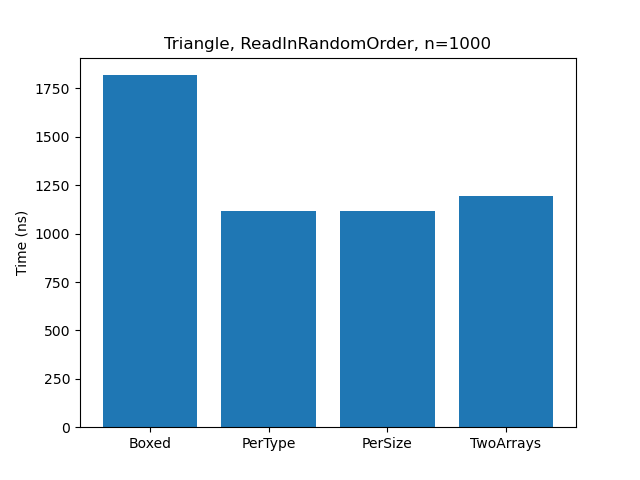 Triangle, ReadInRandomOrder, n=1000
Time (ns)
1750
1500
1250
1000
750
500
250
0
Boxed PerType PerSize TwoArrays